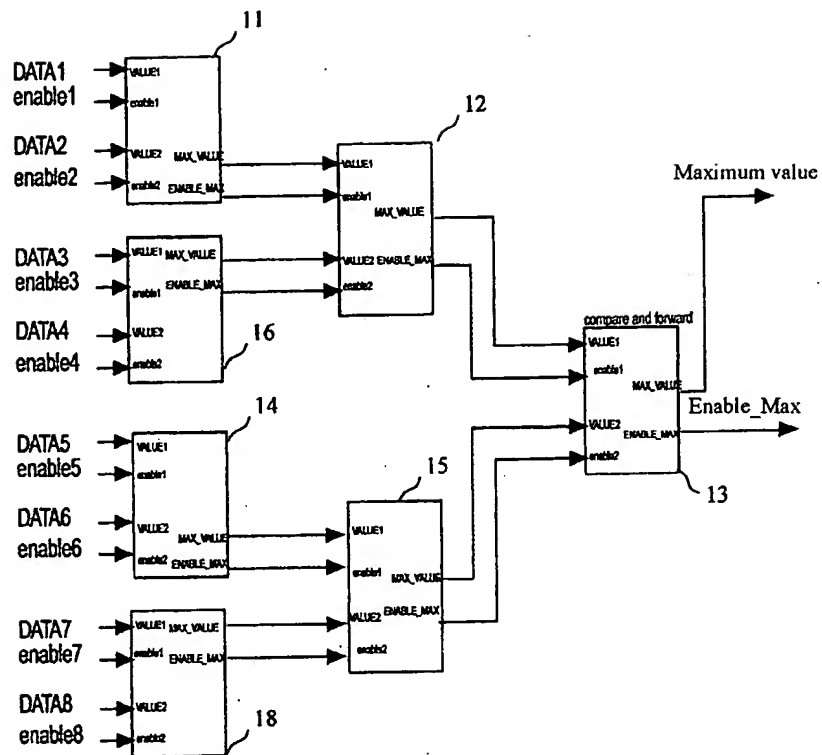 11
DATA1
VALUE1
enable1
enable1
DATA2
VALUE2
MAX_VALUE
enable2
enable2
ENABLE_MAX
12
VALUE1
enable1
MAX_VALUE
VALUE2
ENABLE_MAX
enable2
DATA3
VALUE1
MAX_VALUE
enable3
enable1
ENABLE_MAX
DATA4
VALUE2
enable4
enable2
16
Maximum value
compare and forward
VALUE1
enable1
MAX_VALUE
Enable_Max
VALUE2
ENABLE_MAX
enable2
13
14
DATA5
VALUE1
enable5
enable1
DATA6
VALUE2
MAX_VALUE
enable6
enable2
ENABLE_MAX
15
VALUE1
enable1
MAX_VALUE
VALUE2
ENABLE_MAX
enable2
DATA7
VALUE1
MAX_VALUE
enable7
enable1
ENABLE_MAX
DATA8
VALUE2
enable8
enable2
18